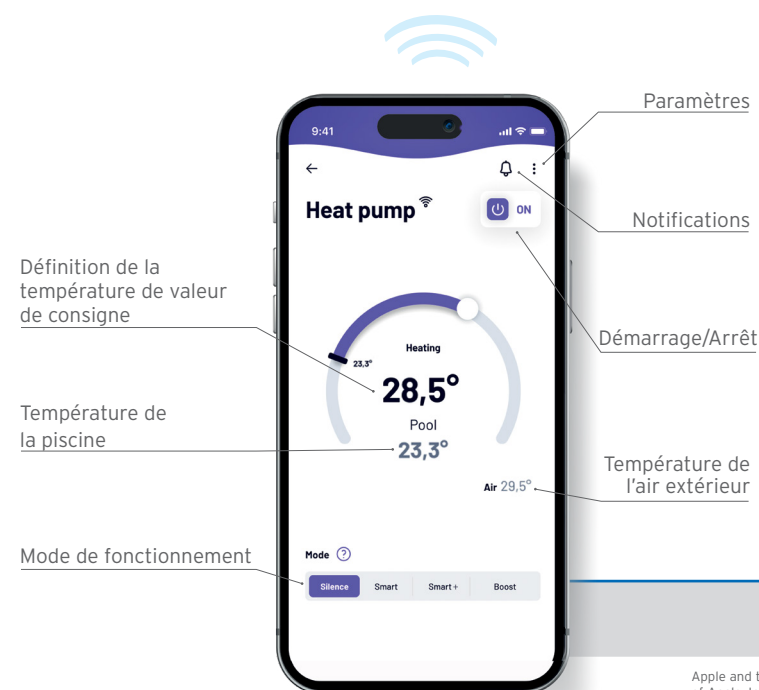 Paramètres
9:41
Heat pump
ON
Notifications
Définition de la
température de valeur
de consigne
Démarrage/Arrêt
Heating
23,3°
28,5°
Pool
23,3°
Température de
la piscine
Température de
l'air extérieur
Air 29,5°
Mode de fonctionnement
Mode ?
Silence Smart Smart+ Boost
Apple and